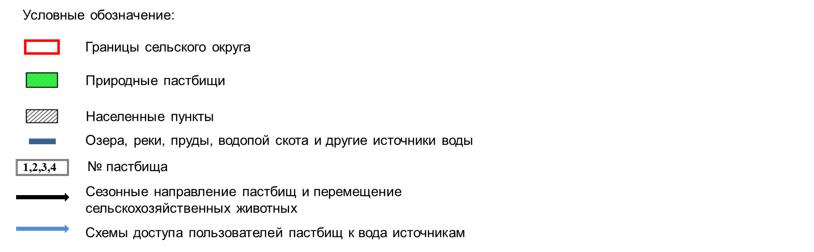 Условные обозначение:
Границы сельского округа
Природные пастбищи
Населенные пункты
Озера, реки, пруды, водопой скота и другие источники воды
1,2,3,4 № пастбища
Сезонные направление пастбищ и перемещение
сельскохозяйственных животных
Схемы доступа пользователей пастбищ к вода источникам